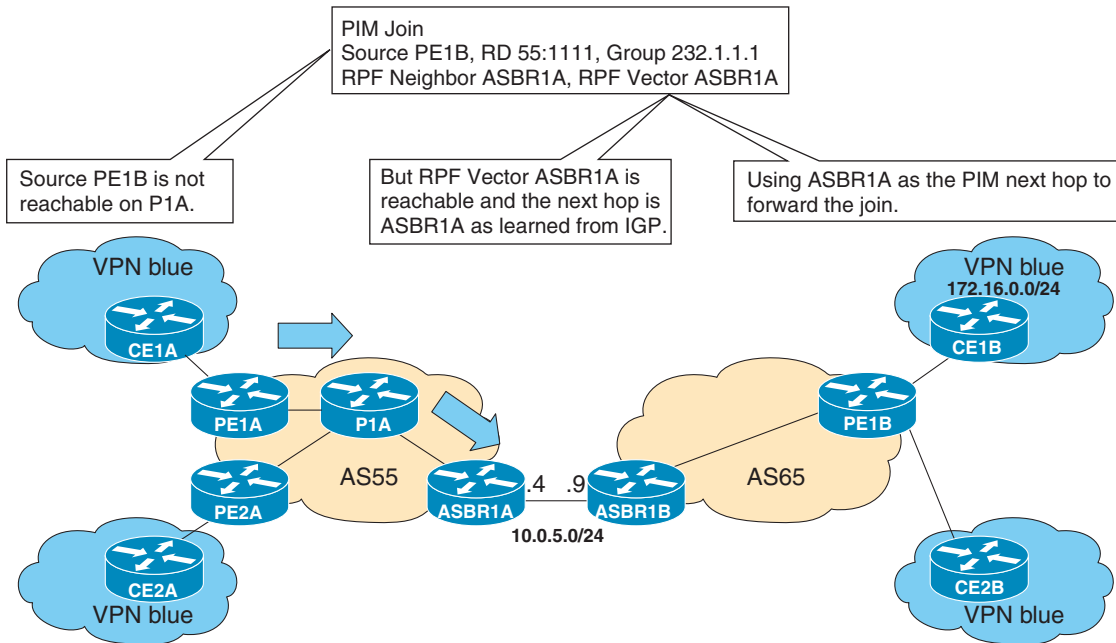 PIM Join
Source PE1B, RD 55:1111, Group 232.1.1.1
RPF Neighbor ASBR1A, RPF Vector ASBR1A
Source PE1B is not
reachable on P1A.
But RPF Vector ASBR1A is
reachable and the next hop is
ASBR1A as learned from IGP.
Using ASBR1A as the PIM next hop to
forward the join.
VPN blue
CE1A
VPN blue
172.16.0.0/24
CE1B
PE1A
P1A
PE1B
PE2A
AS55
ASBR1A
.4
.9
10.0.5.0/24
ASBR1B
AS65
CE2A
VPN blue
CE2B
VPN blue